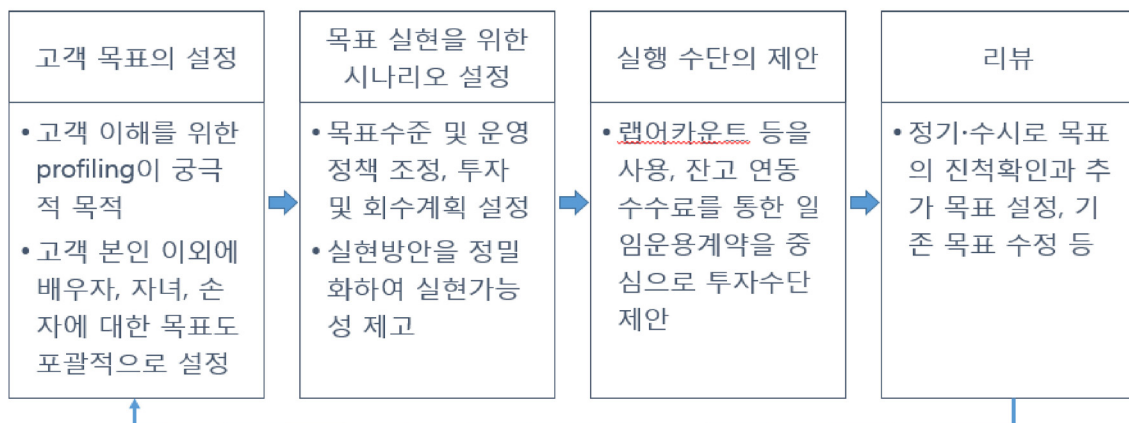 고객 목표의 설정
• 고객 이해를 위한
profiling이 궁극
적 목적
• 고객 본인 이외에
배우자, 자녀, 손
자에 대한 목표도
포괄적으로 설정
목표 실현을 위한
시나리오 설정
• 목표수준 및 운영
정책 조정, 투자
및 회수계획 설정
• 실현방안을 정밀
화하여 실현가능
성 제고
실행 수단의 제안
• 랩어카운트 등을
사용, 잔고 연동
수수료를 통한 일
임운용계약을 중
심으로 투자수단
제안
리뷰
• 정기·수시로 목표
의 진척확인과 추
가 목표 설정, 기
존 목표 수정 등